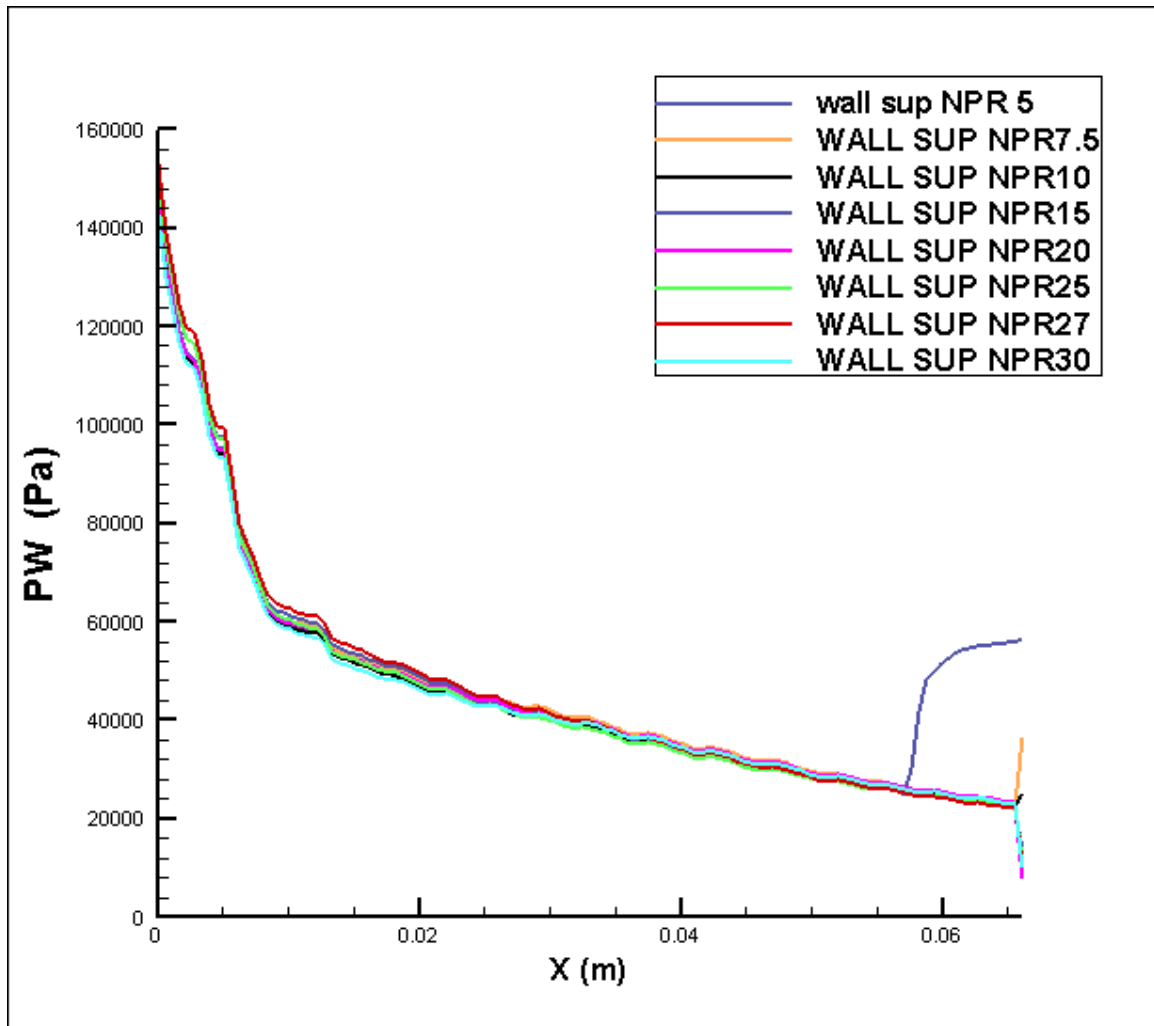 wall sup NPR 5
WALL SUP NPR7.5
WALL SUP NPR10
WALL SUP NPR15
WALL SUP NPR20
WALL SUP NPR25
WALL SUP NPR27
WALL SUP NPR30
160000
140000
120000
100000
80000
60000
40000
20000
0
PW (Pa)
0
0.02
0.04
0.06
X (m)